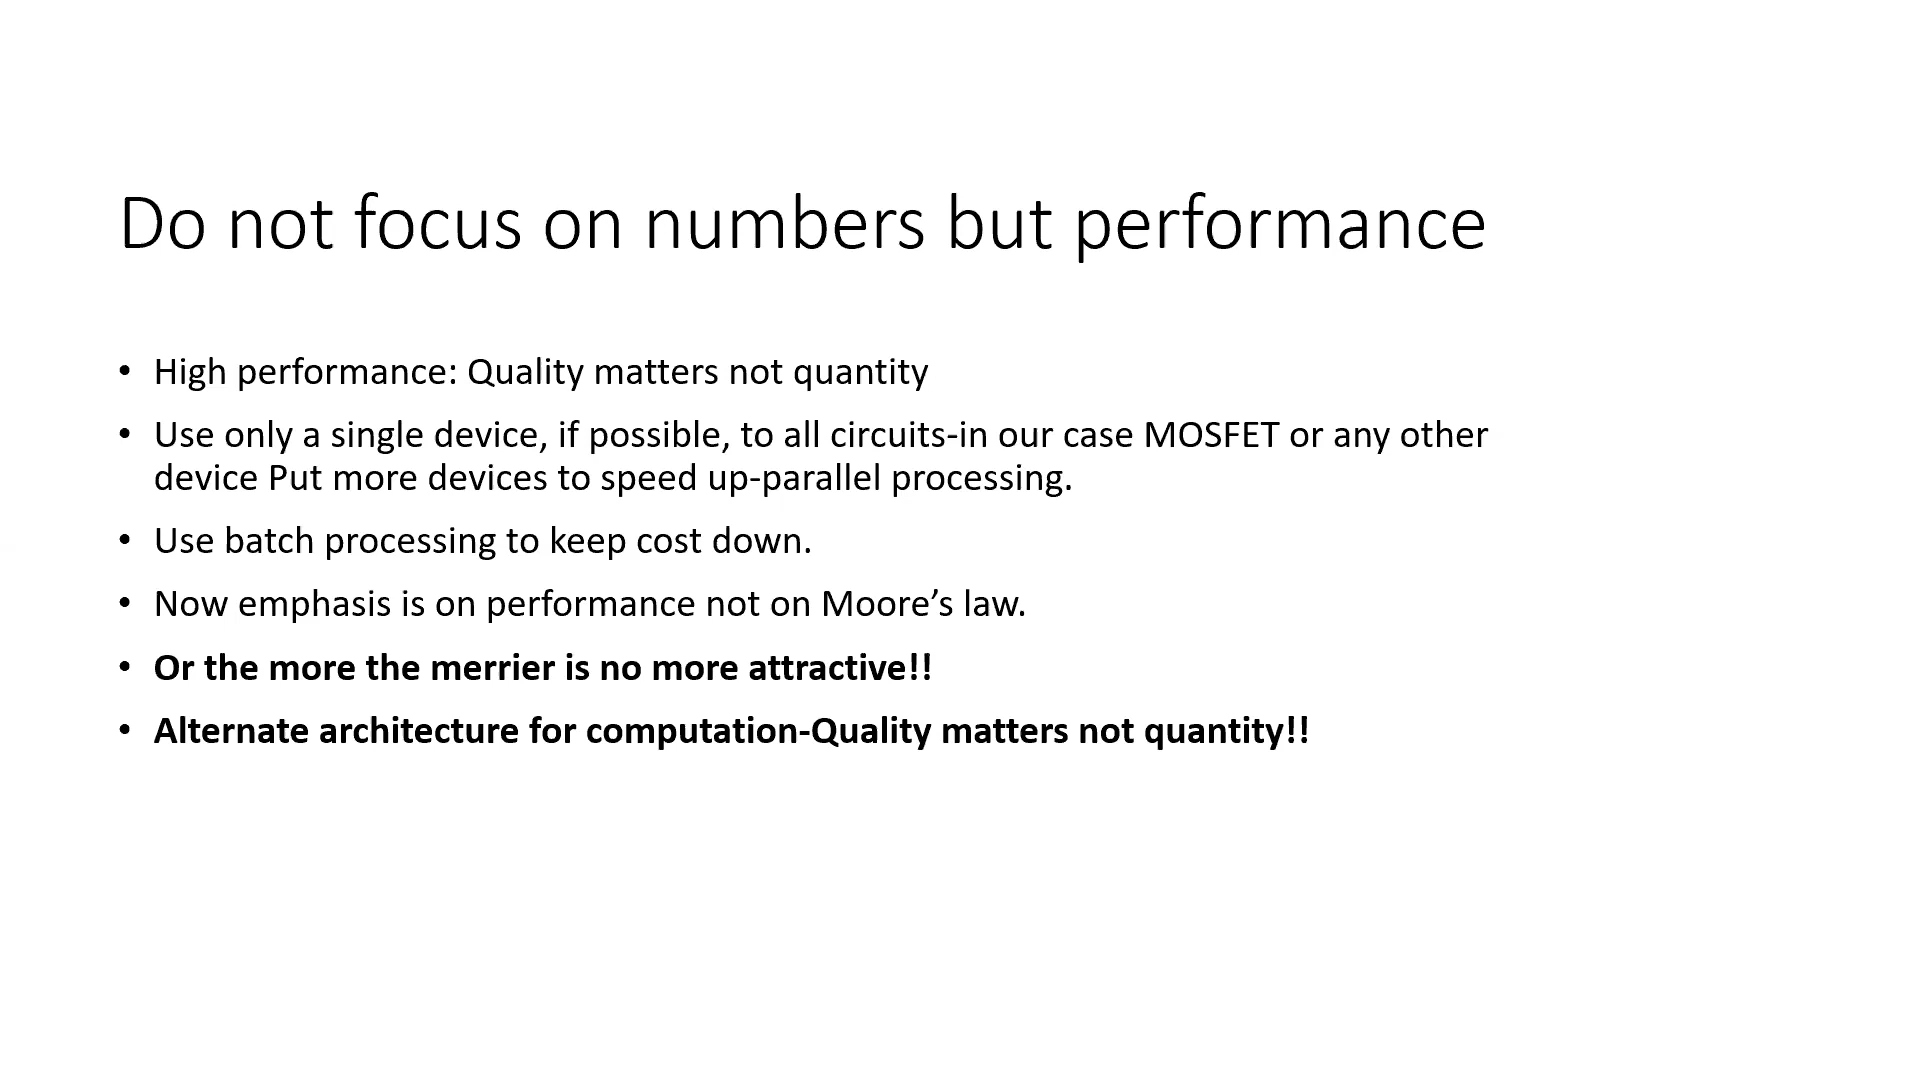 Do not focus on numbers but performance
• High performance: Quality matters not quantity
• Use only a single device, if possible, to all circuits-in our case MOSFET or any other
device Put more devices to speed up-parallel processing.
• Use batch processing to keep cost down.
• Now emphasis is on performance not on Moore’s law.
• Or the more the merrier is no more attractive!!
• Alternate architecture for computation-Quality matters not quantity!!